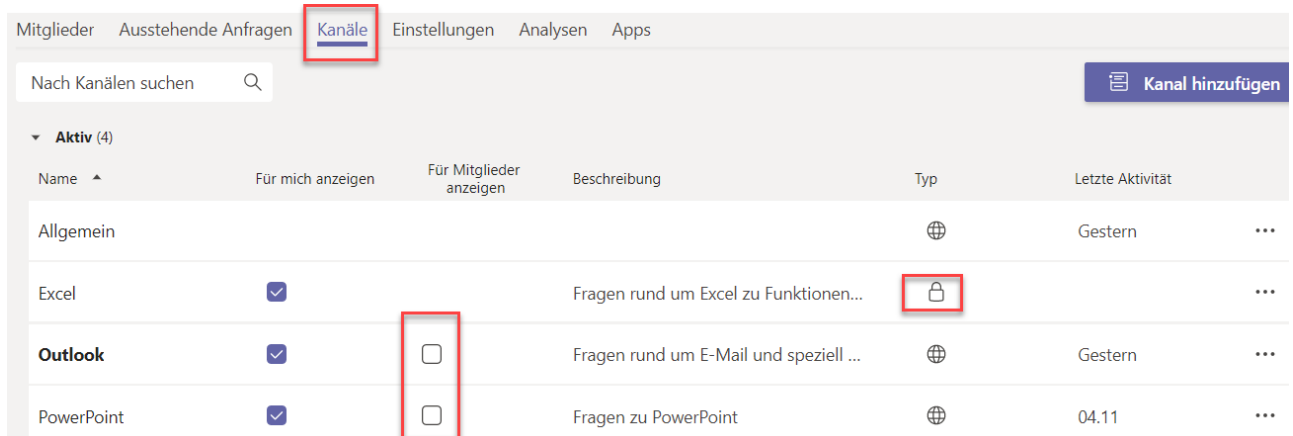 Mitglieder Ausstehende Anfragen Kanäle Einstellungen Analysen Apps
Nach Kanälen suchen Kanal hinzufügen
Aktiv (4)
Name Für mich anzeigen Für Mitglieder anzeigen Beschreibung Typ Letzte Aktivität
Allgemein Gestern
Excel Fragen rund um Excel zu Funktionen...
Outlook Fragen rund um E-Mail und speziell ... Gestern
PowerPoint Fragen zu PowerPoint 04.11